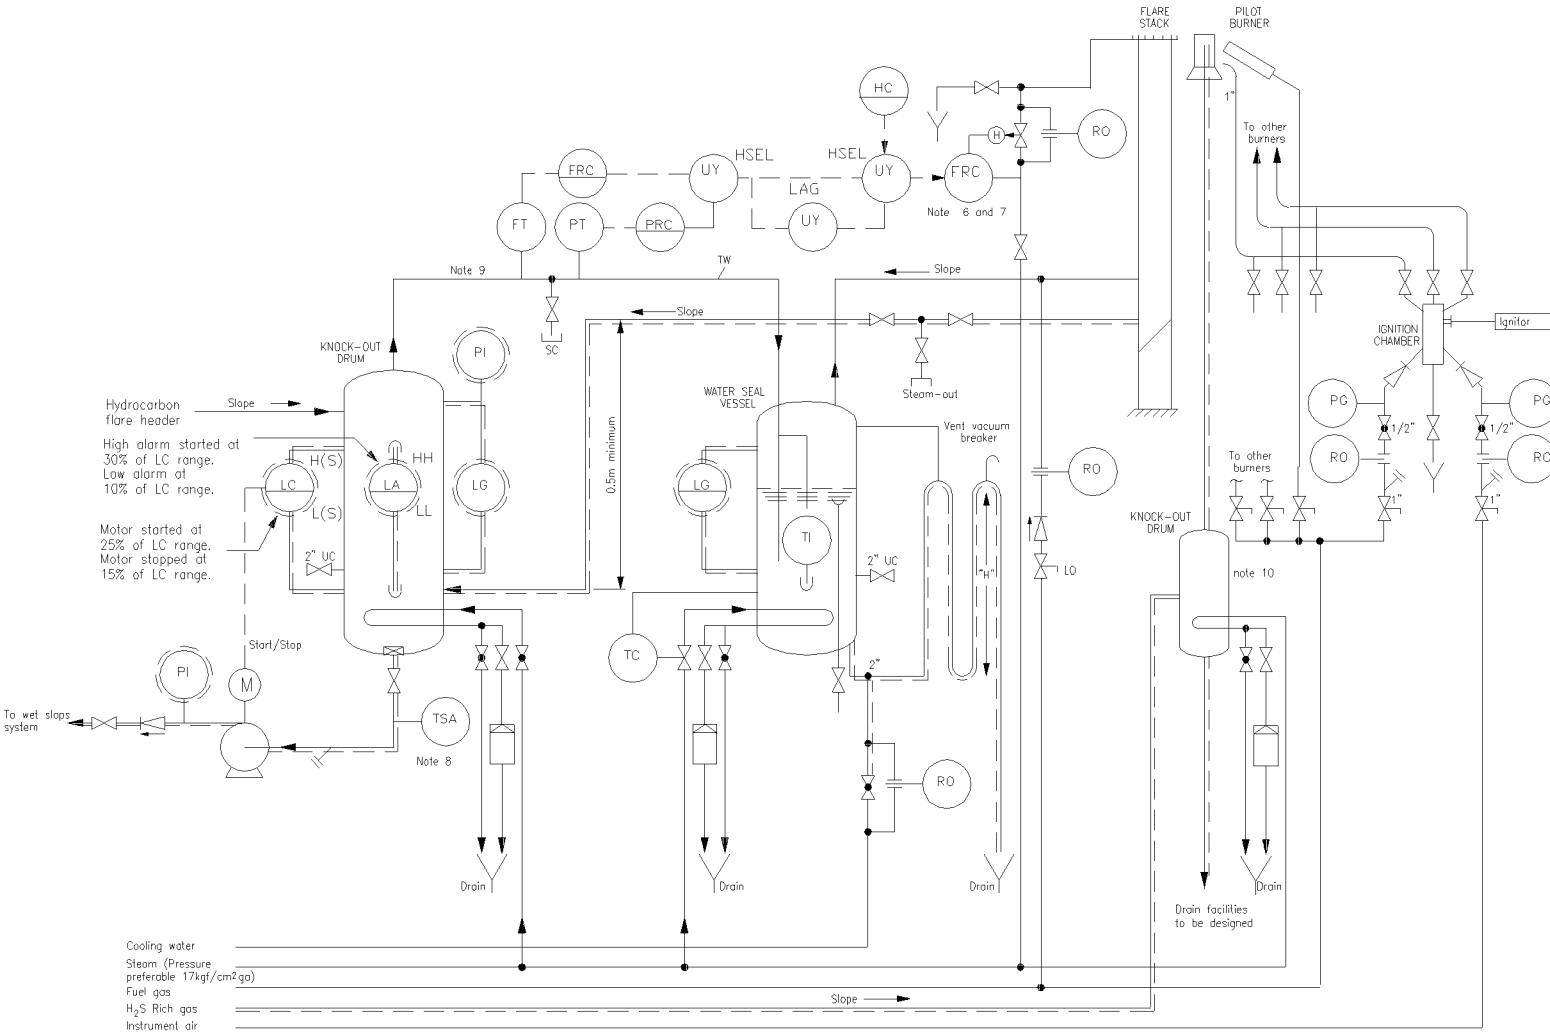 FLARE
STACK
PILOT
BURNER
HC
1"
To other
burners
RO
H
HSEL
HSEL
FRC
UY
UY
FRC
LAG
Note 6 and 7
FT
PT
PRC
UY
Note 9
TW
Slope
Slope
SC
KNOCK-OUT
DRUM
PI
IGNITION
CHAMBER
Ignitor
Steam-out
WATER SEAL
VESSEL
Hydrocarbon
flare header
Slope
PG
PG
Vent vacuum
breaker
1/2"
1/2"
High alarm started at
30% of LC range.
Low alarm at
10% of LC range.
H(S)
HH
0.5m minimum
To other
burners
RO
RO
RO
LC
LA
LG
LG
L(S)
LL
1"
1"
KNOCK-OUT
DRUM
Motor started at
25% of LC range.
Motor stopped at
15% of LC range.
TI
2" UC
2" UC
"H"
LO
note 10
Start/Stop
TC
2"
PI
M
To wet slops
system
TSA
Note 8
RO
Drain
Drain
Drain
Drain
Drain facilities
to be designed
Cooling water
Steam (Pressure
preferable 17kgf/cm² ga)
Fuel gas
Slope
H₂S Rich gas
Instrument air